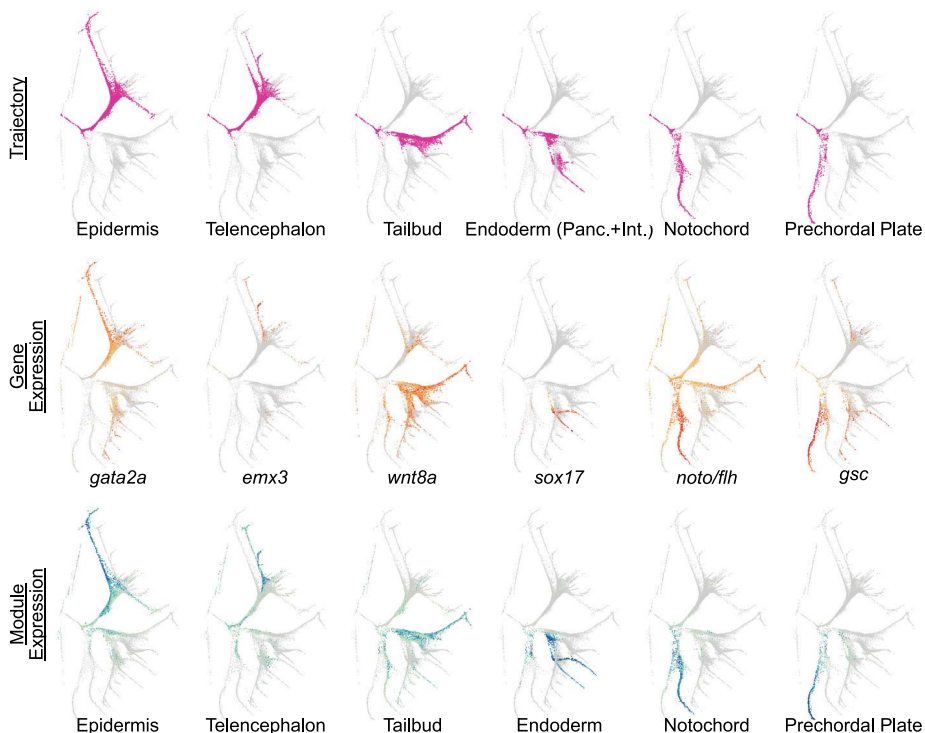 Trajectory
Epidermis
Telencephalon
Tailbud
Endoderm (Panc.+Int.)
Notochord
Prechordal Plate
Gene
Expression
gata2a
emx3
wnt8a
sox17
noto/flh
gsc
Module
Expression
Epidermis
Telencephalon
Tailbud
Endoderm
Notochord
Prechordal Plate